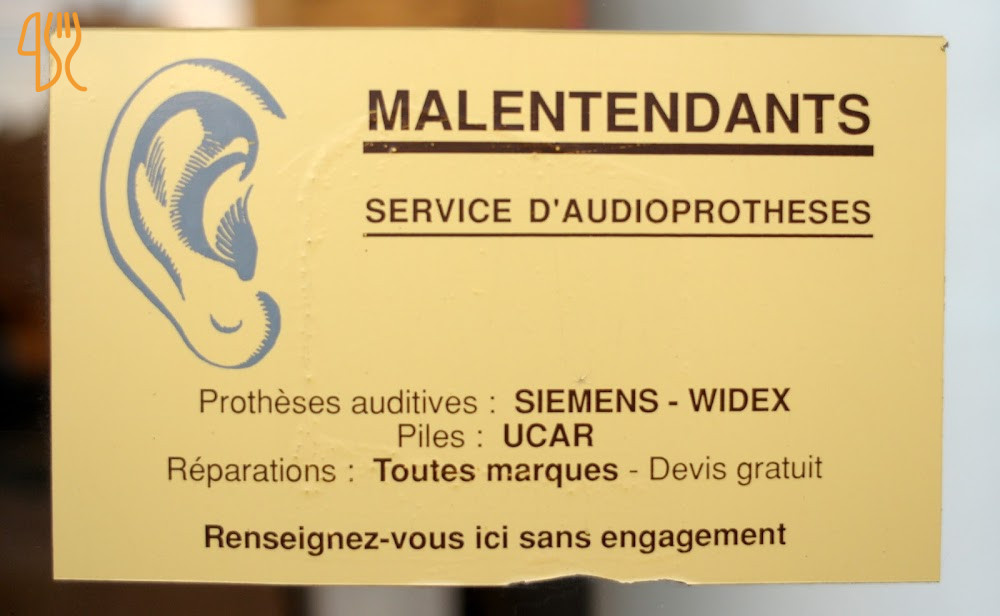 MALENTENDANTS
SERVICE D'AUDIOPROTHESES
Prothèses auditives : SIEMENS - WIDEX
Piles : UCAR
Réparations : Toutes marques - Devis gratuit
Renseignez-vous ici sans engagement